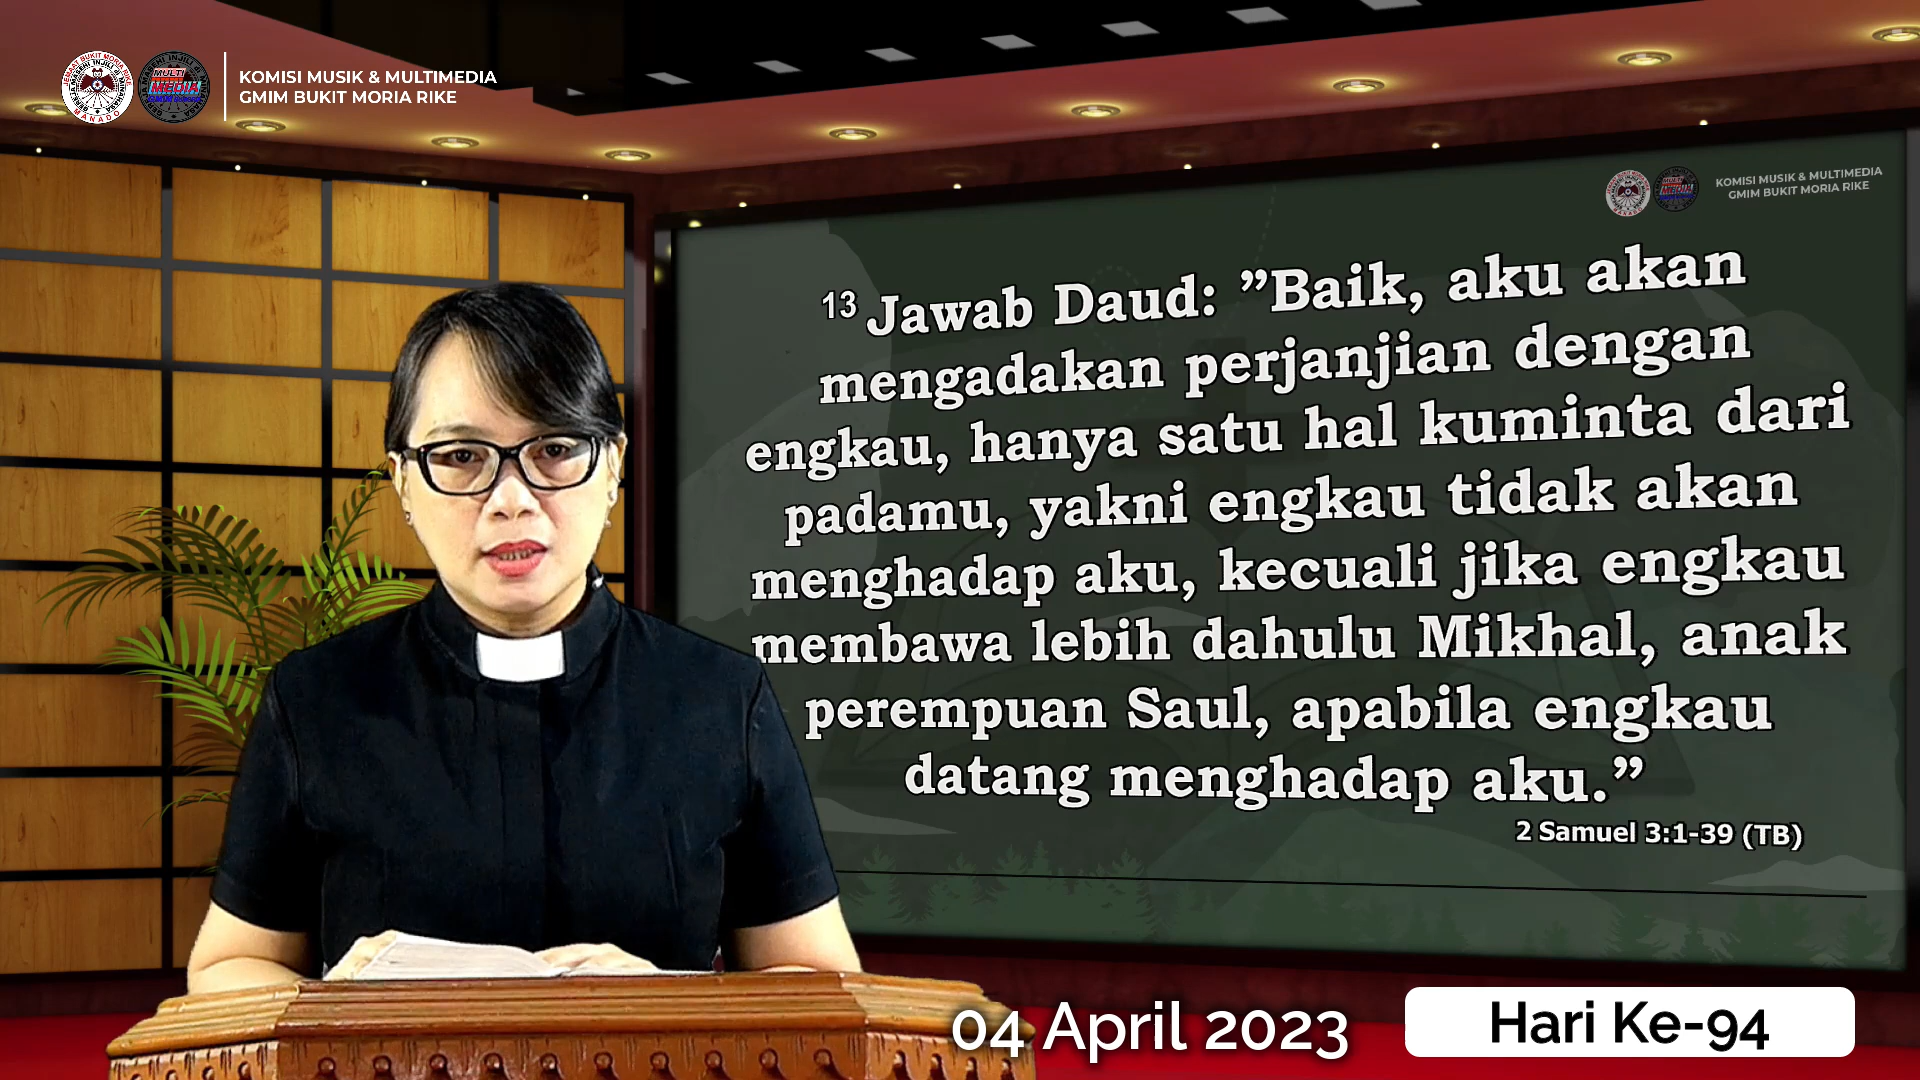 KOMISI MUSIK & MULTIMEDIA
GMIM BUKIT MORIA RIKE
MULTI
MEDIA
MANADO
KOMISI MUSIK & MULTIMEDIA
GMIM BUKIT MORIA RIKE
13 Jawab Daud: ”Baik, aku akan
mengadakan perjanjian dengan
engkau, hanya satu hal kuminta dari
padamu, yakni engkau tidak akan
menghadap aku, kecuali jika engkau
membawa lebih dahulu Mikhal, anak
perempuan Saul, apabila engkau
datang menghadap aku.”
2 Samuel 3:1-39 (TB)
04 April 2023
Hari Ke-94